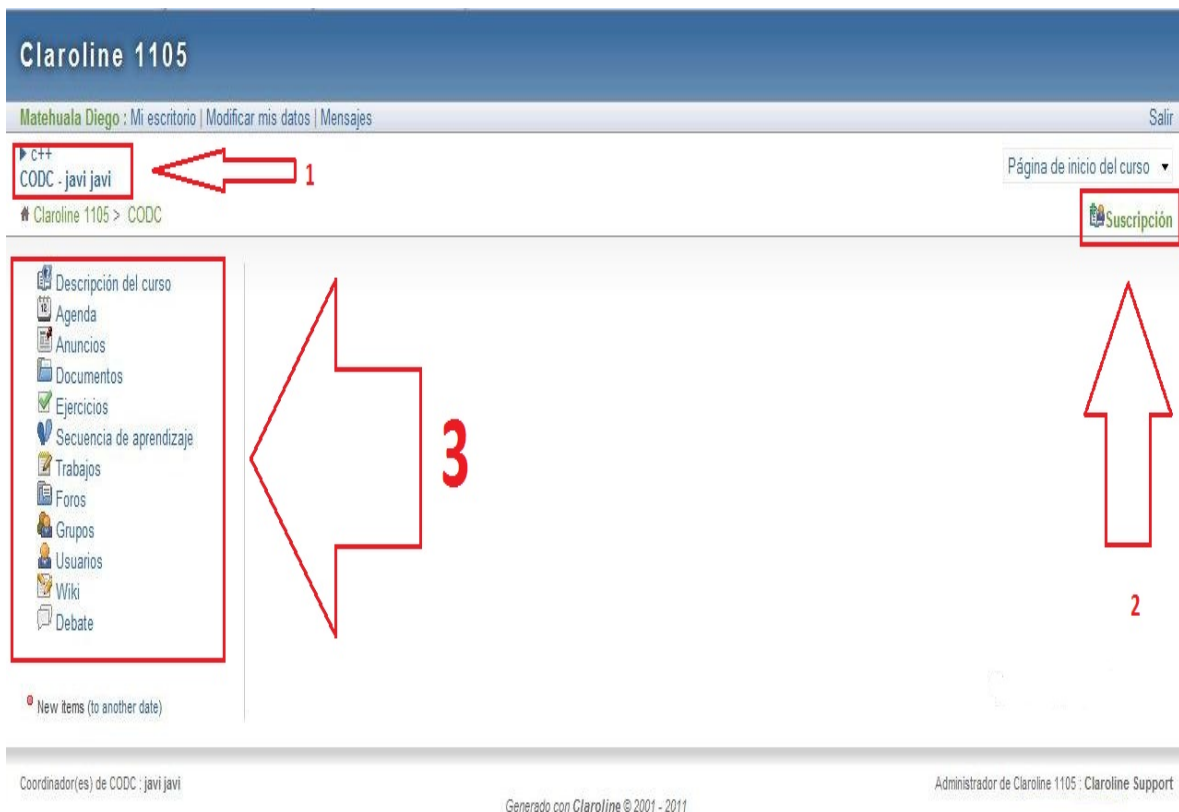 Claroline 1105
Matehuala Diego : Mi escritorio | Modificar mis datos | Mensajes
Salir
c++
CODC - javi javi
1
Página de inicio del curso
Claroline 1105 > CODC
Suscripción
Descripción del curso
Agenda
Anuncios
Documentos
Ejercicios
Secuencia de aprendizaje
Trabajos
Foros
Grupos
Usuarios
Wiki
Debate
3
2
New items (to another date)
Coordinador(es) de CODC : javi javi
Administrador de Claroline 1105 : Claroline Support
Generado con Claroline © 2001 - 2011